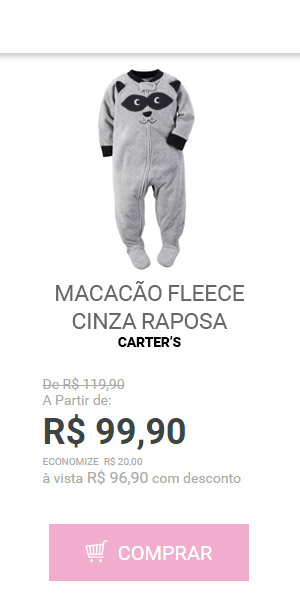 MACACÃO FLEECE
CINZA RAPOSA
CARTER'S
De R$ 119,90
A Partir de:
R$ 99,90
ECONOMIZE R$ 20,00
à vista R$ 96,90 com desconto
COMPRAR